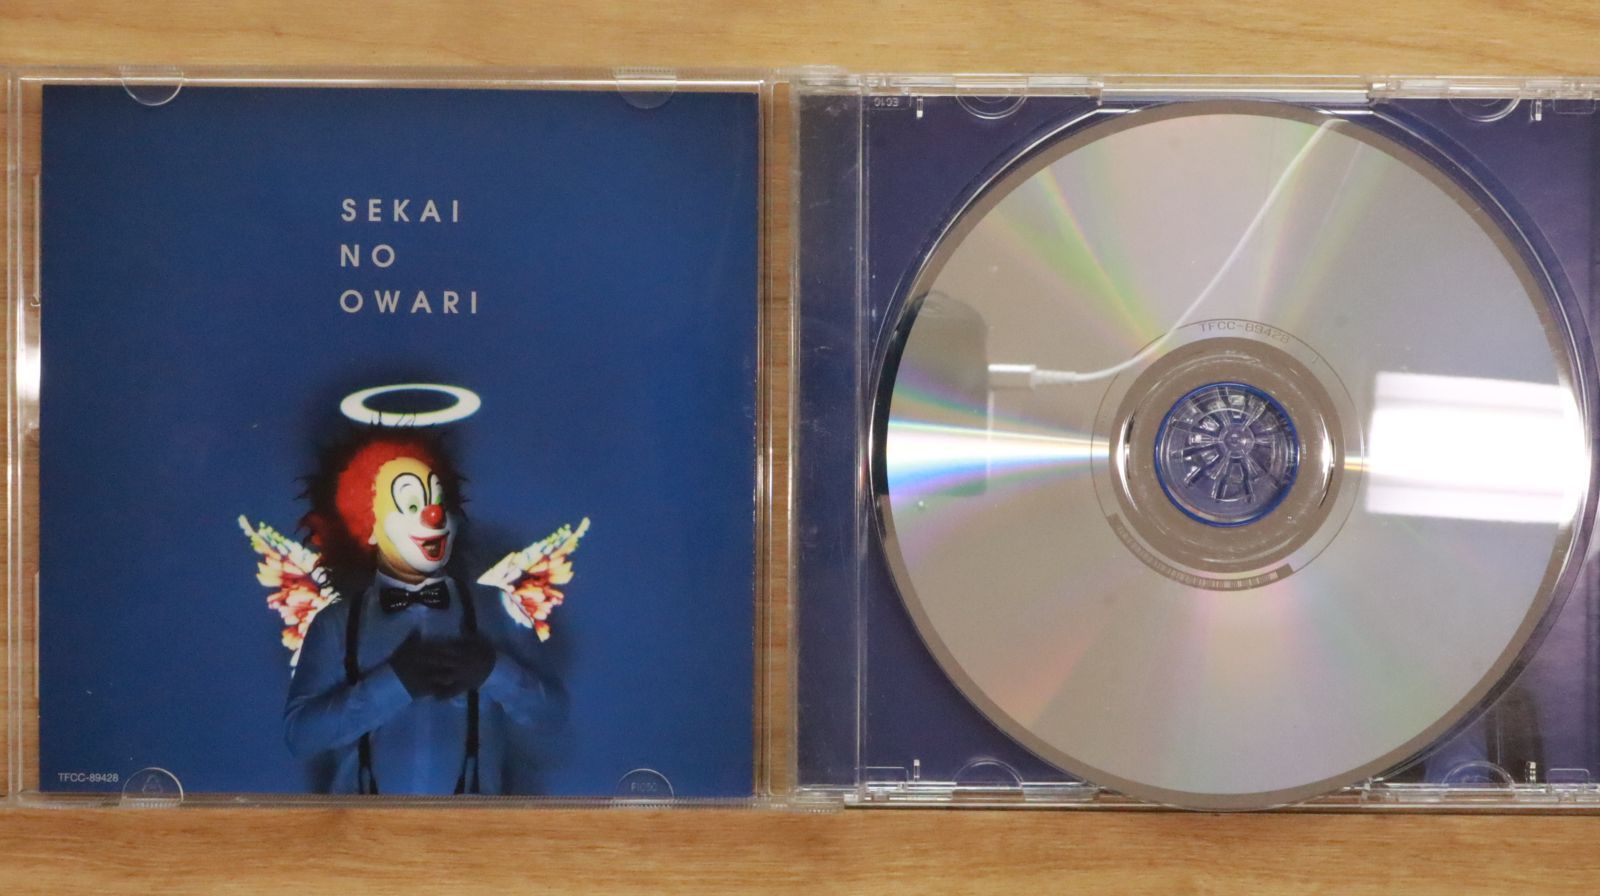 SEKAI
NO
OWARI
TFCC-89428
TFCC-89428